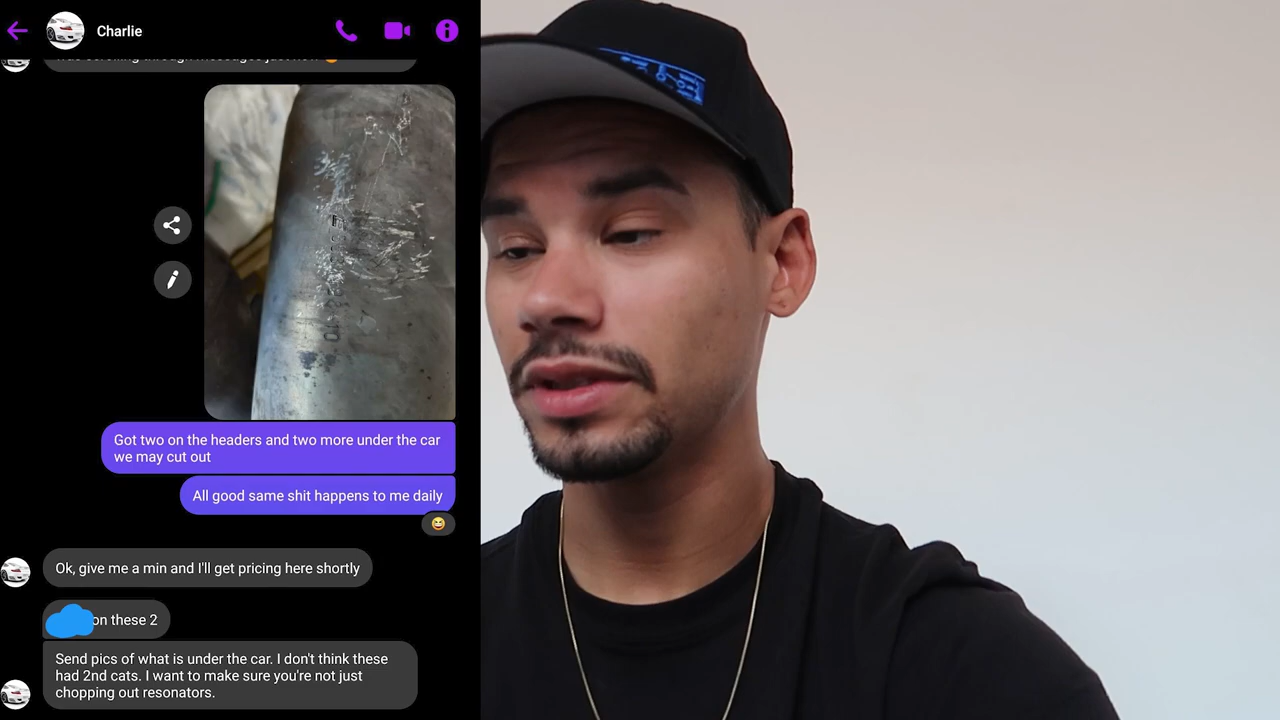 Charlie
Got two on the headers and two more under the car
we may cut out
All good same shit happens to me daily
Ok, give me a min and I'll get pricing here shortly
on these 2
Send pics of what is under the car. I don't think these
had 2nd cats. I want to make sure you're not just
chopping out resonators.